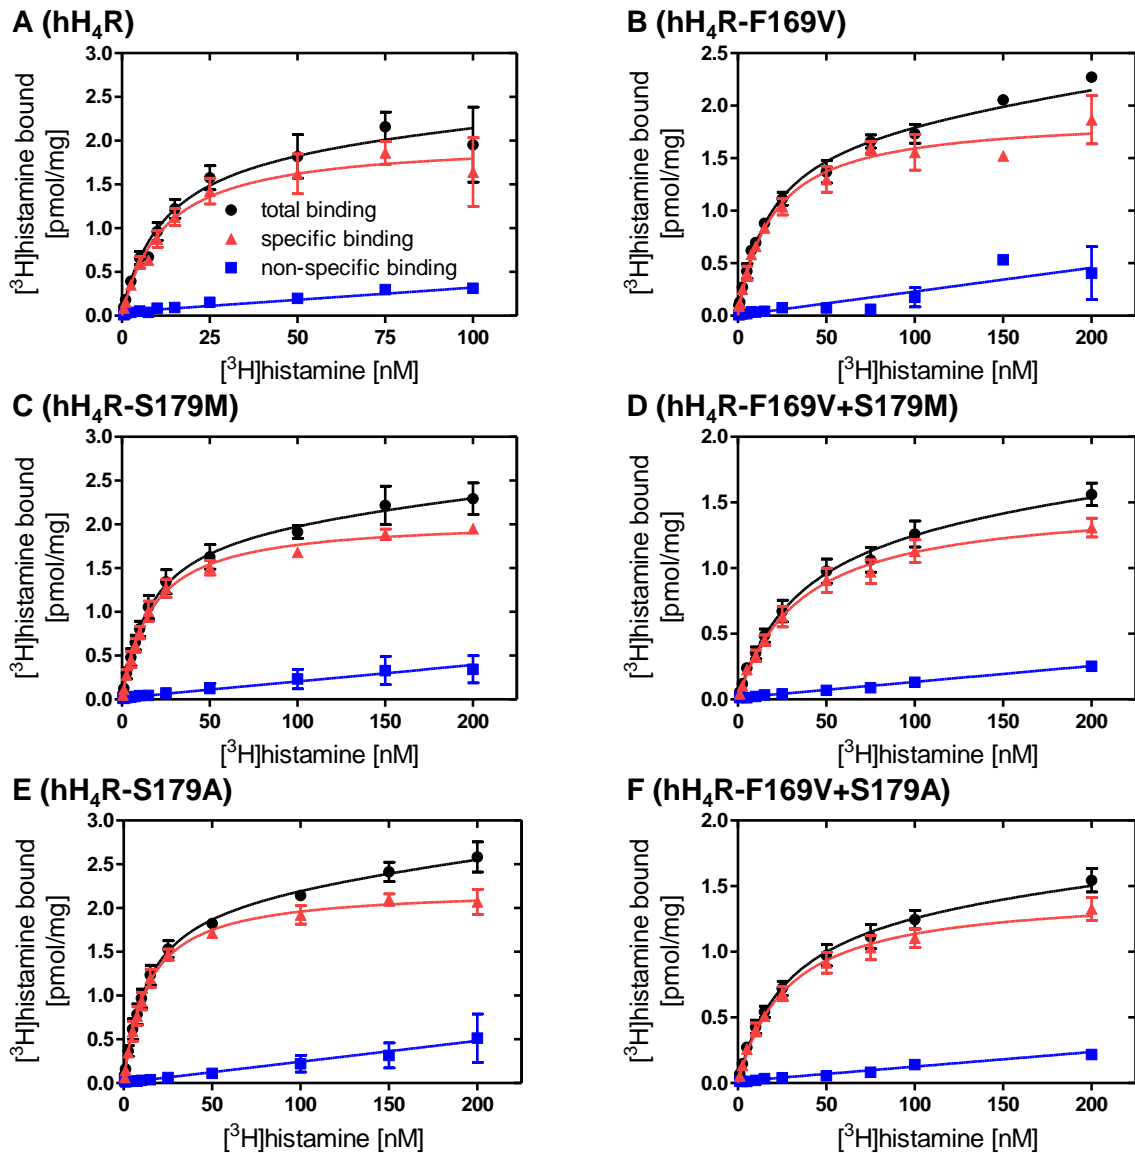 A (hH₄R)
3.0
2.5
2.0
1.5
1.0
0.5
0.0
[³H]histamine bound
[pmol/mg]
total binding
specific binding
non-specific binding
0 25 50 75 100
[³H]histamine [nM]
B (hH₄R-F169V)
2.5
2.0
1.5
1.0
0.5
0.0
[³H]histamine bound
[pmol/mg]
0 50 100 150 200
[³H]histamine [nM]
C (hH₄R-S179M)
3.0
2.5
2.0
1.5
1.0
0.5
0.0
[³H]histamine bound
[pmol/mg]
0 50 100 150 200
[³H]histamine [nM]
D (hH₄R-F169V+S179M)
2.0
1.5
1.0
0.5
0.0
[³H]histamine bound
[pmol/mg]
0 50 100 150 200
[³H]histamine [nM]
E (hH₄R-S179A)
3.0
2.5
2.0
1.5
1.0
0.5
0.0
[³H]histamine bound
[pmol/mg]
0 50 100 150 200
[³H]histamine [nM]
F (hH₄R-F169V+S179A)
2.0
1.5
1.0
0.5
0.0
[³H]histamine bound
[pmol/mg]
0 50 100 150 200
[³H]histamine [nM]